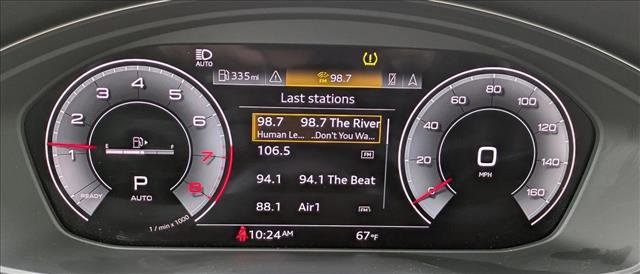 AUTO
335mi FM 98.7
Last stations
98.7 98.7 The River
Human Le... ..Don't You Wa...
106.5 FM
94.1 94.1 The Beat
88.1 Air1 FM
10:24AM 67°F
1 2 3 4 5 6 7 8
E F
READY
P
AUTO
1 / min x 1000
0 20 40 60 80 100 120 140 160
0
MPH